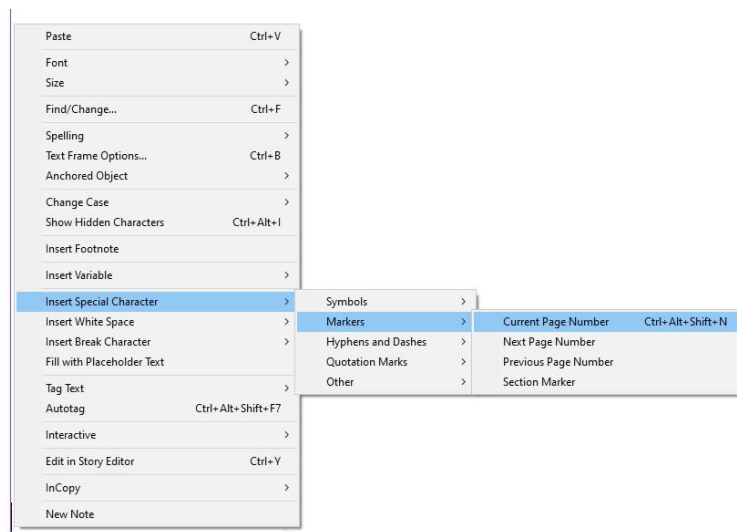 Paste Ctrl+V
Font >
Size >
Find/Change... Ctrl+F
Spelling >
Text Frame Options... Ctrl+B
Anchored Object >
Change Case >
Show Hidden Characters Ctrl+Alt+I
Insert Footnote
Insert Variable >
Insert Special Character >
Insert White Space >
Insert Break Character >
Fill with Placeholder Text
Tag Text >
Autotag Ctrl+Alt+Shift+F7
Interactive >
Edit in Story Editor Ctrl+Y
InCopy >
New Note
Symbols >
Markers >
Hyphens and Dashes >
Quotation Marks >
Other >
Current Page Number Ctrl+Alt+Shift+N
Next Page Number
Previous Page Number
Section Marker